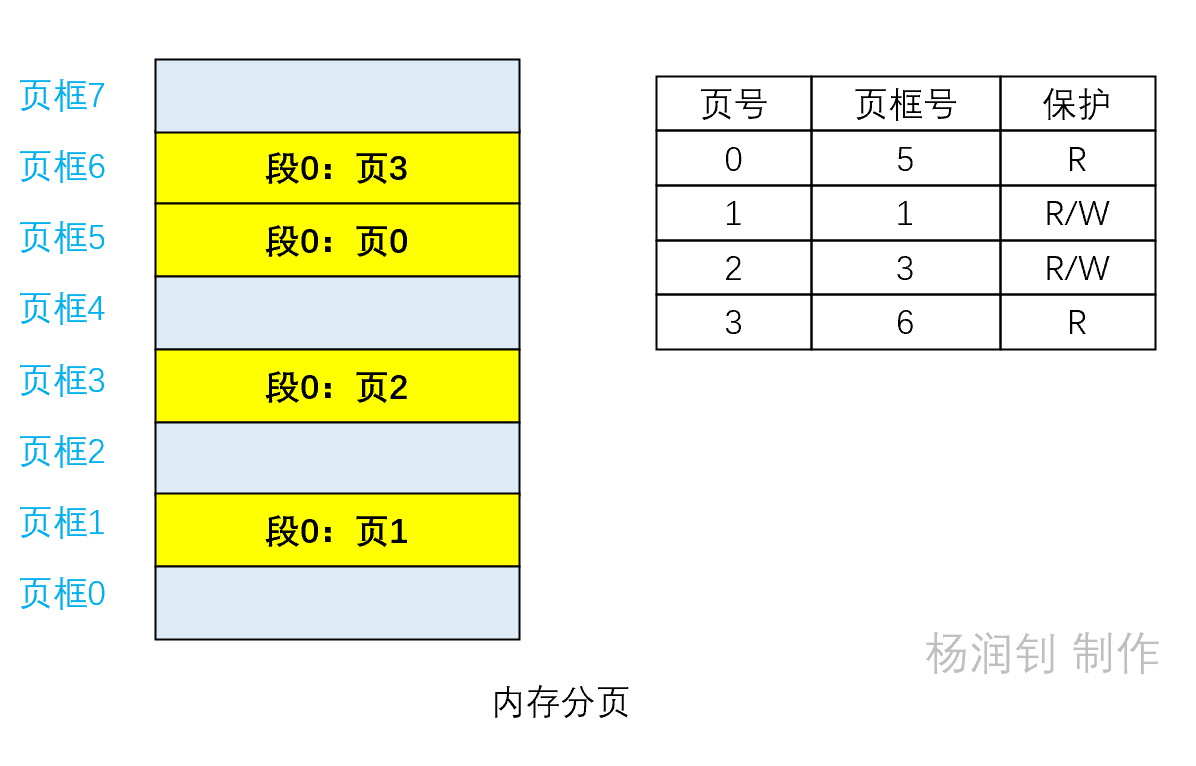 页框7
页框6 段0：页3
页框5 段0：页0
页框4
页框3 段0：页2
页框2
页框1 段0：页1
页框0
页号 页框号 保护
0 5 R
1 1 R/W
2 3 R/W
3 6 R
杨润钊 制作
内存分页